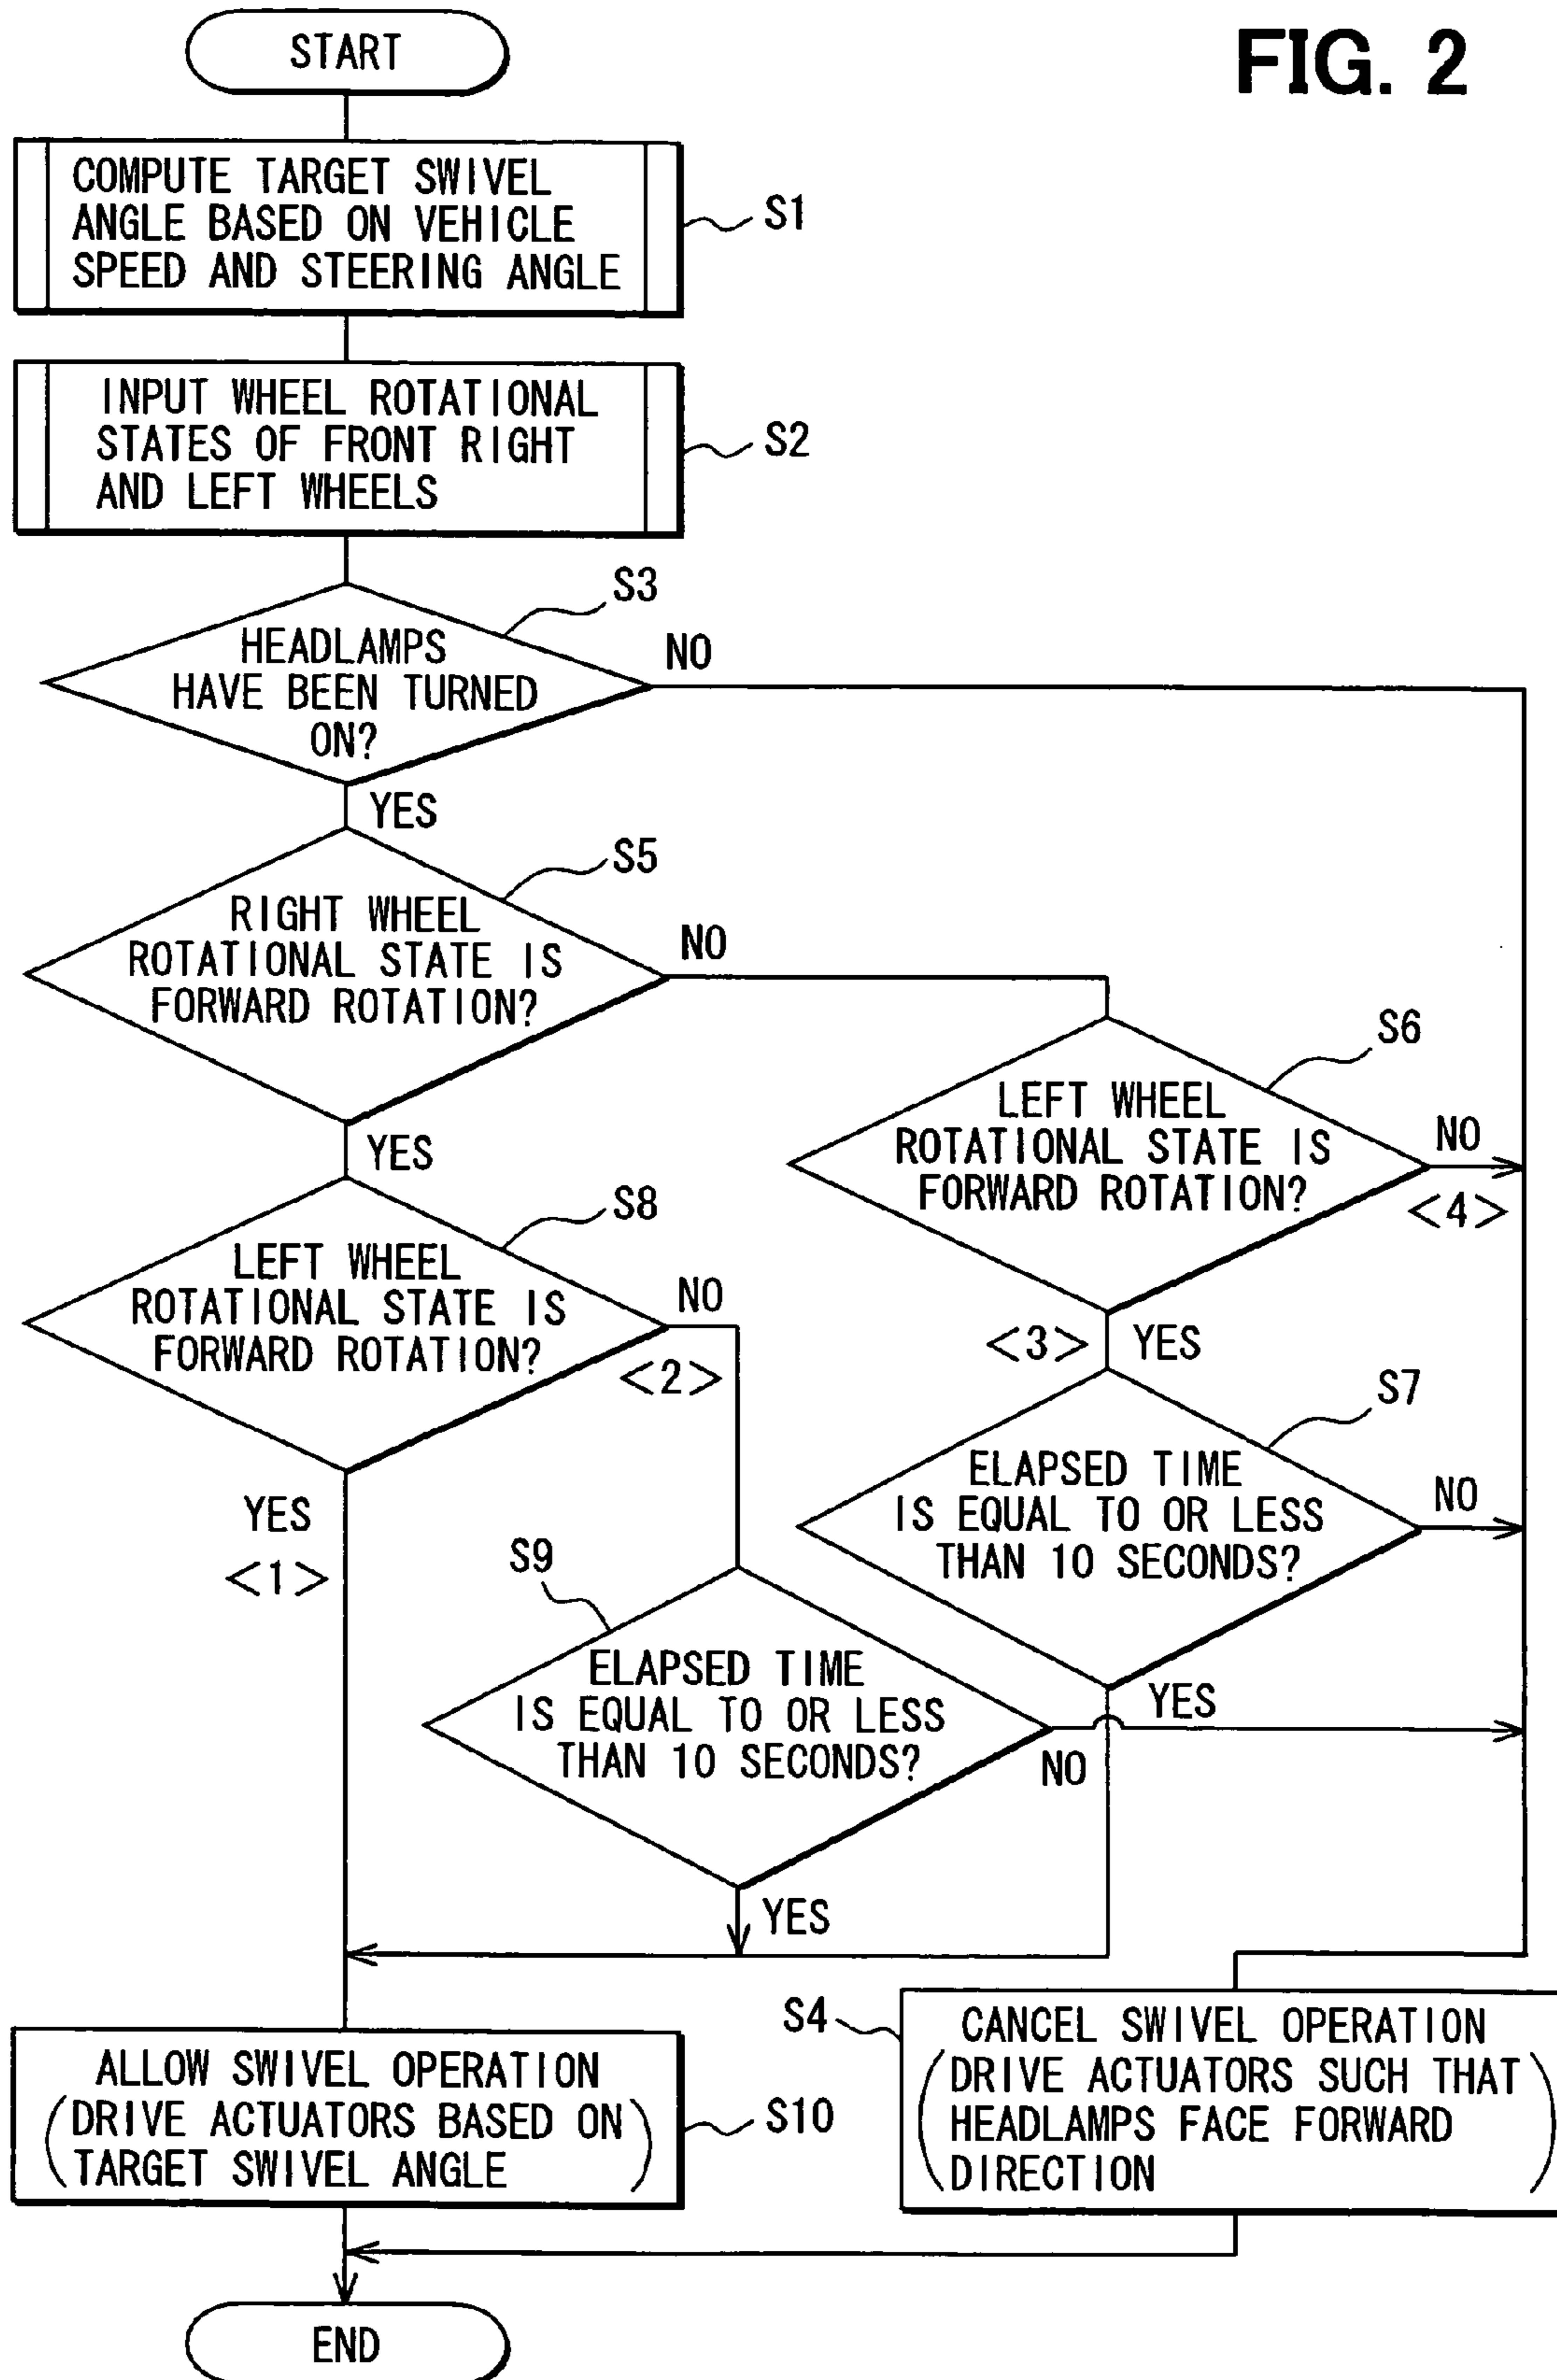 FIG. 2
START
COMPUTE TARGET SWIVEL
ANGLE BASED ON VEHICLE
SPEED AND STEERING ANGLE
S1
INPUT WHEEL ROTATIONAL
STATES OF FRONT RIGHT
AND LEFT WHEELS
S2
S3
HEADLAMPS
HAVE BEEN TURNED
ON?
NO
YES
S5
RIGHT WHEEL
ROTATIONAL STATE IS
FORWARD ROTATION?
NO
YES
S6
LEFT WHEEL
ROTATIONAL STATE IS
FORWARD ROTATION?
NO
<4>
<3>
YES
S8
LEFT WHEEL
ROTATIONAL STATE IS
FORWARD ROTATION?
NO
<2>
YES
<1>
S7
ELAPSED TIME
IS EQUAL TO OR LESS
THAN 10 SECONDS?
NO
YES
S9
ELAPSED TIME
IS EQUAL TO OR LESS
THAN 10 SECONDS?
NO
YES
S4
CANCEL SWIVEL OPERATION
(DRIVE ACTUATORS SUCH THAT
HEADLAMPS FACE FORWARD
DIRECTION)
ALLOW SWIVEL OPERATION
(DRIVE ACTUATORS BASED ON
TARGET SWIVEL ANGLE)
S10
END